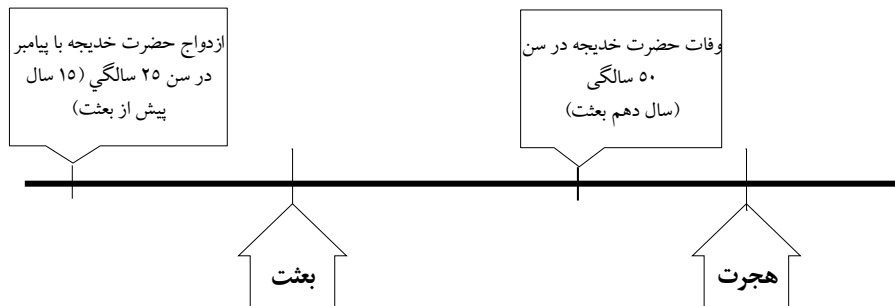 ازدواج حضرت خدیجه با پیامبر
در سن ۲۵ سالگي (۱۵ سال
پیش از بعثت)
وفات حضرت خدیجه در سن
۵۰ سالگی
(سال دهم بعثت)
بعثت
هجرت